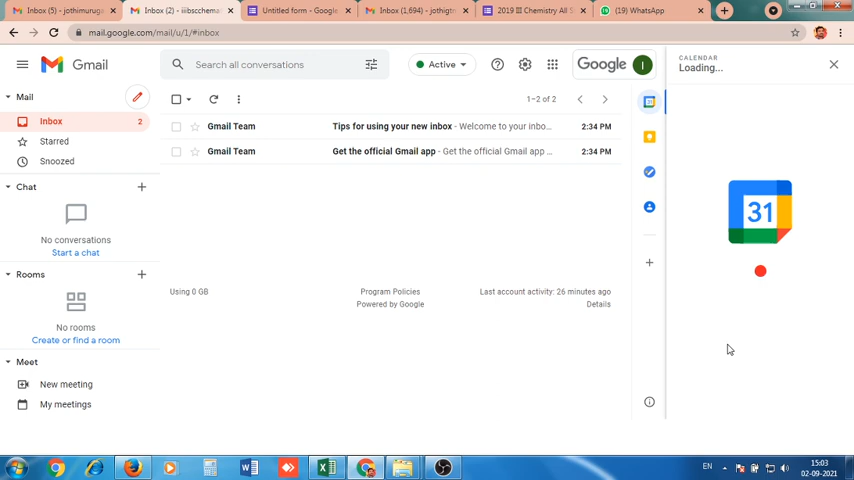 Inbox (5) - jothimuruga
Inbox (2) - iiibscchemai
Untitled form - Google
Inbox (1,694) - jothigtn
2019 III Chemistry All S
(19) WhatsApp
mail.google.com/mail/u/1/#inbox
Gmail
Search all conversations
Active
Google
I
CALENDAR
Loading...
Mail
Inbox 2
Starred
Snoozed
Chat
No conversations
Start a chat
Rooms
No rooms
Create or find a room
Meet
New meeting
My meetings
1–2 of 2
Gmail Team Tips for using your new inbox - Welcome to your inbo... 2:34 PM
Gmail Team Get the official Gmail app - Get the official Gmail app ... 2:34 PM
Using 0 GB
Program Policies
Powered by Google
Last account activity: 26 minutes ago
Details
31
31
EN
15:03
02-09-2021